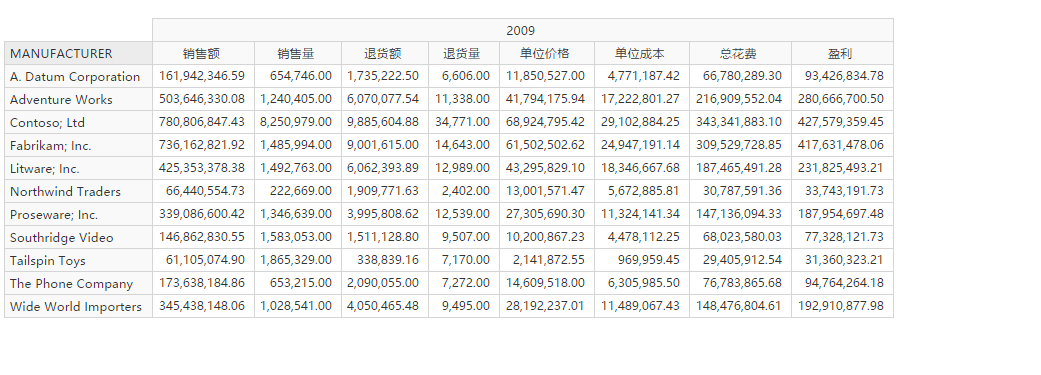 2009
MANUFACTURER 销售额 销售量 退货额 退货量 单位价格 单位成本 总花费 盈利
A. Datum Corporation 161,942,346.59 654,746.00 1,735,222.50 6,606.00 11,850,527.00 4,771,187.42 66,780,289.30 93,426,834.78
Adventure Works 503,646,330.08 1,240,405.00 6,070,077.54 11,338.00 41,794,175.94 17,222,801.27 216,909,552.04 280,666,700.50
Contoso; Ltd 780,806,847.43 8,250,979.00 9,885,604.88 34,771.00 68,924,795.42 29,102,884.25 343,341,883.10 427,579,359.45
Fabrikam; Inc. 736,162,821.92 1,485,994.00 9,001,615.00 14,643.00 61,502,502.62 24,947,191.14 309,529,728.85 417,631,478.06
Litware; Inc. 425,353,378.38 1,492,763.00 6,062,393.89 12,989.00 43,295,829.10 18,346,667.68 187,465,491.28 231,825,493.21
Northwind Traders 66,440,554.73 222,669.00 1,909,771.63 2,402.00 13,001,571.47 5,672,885.81 30,787,591.36 33,743,191.73
Proseware; Inc. 339,086,600.42 1,346,639.00 3,995,808.62 12,539.00 27,305,690.30 11,324,141.34 147,136,094.33 187,954,697.48
Southridge Video 146,862,830.55 1,583,053.00 1,511,128.80 9,507.00 10,200,867.23 4,478,112.25 68,023,580.03 77,328,121.73
Tailspin Toys 61,105,074.90 1,865,329.00 338,839.16 7,170.00 2,141,872.55 969,959.45 29,405,912.54 31,360,323.21
The Phone Company 173,638,184.86 653,215.00 2,090,055.00 7,272.00 14,609,518.00 6,305,985.50 76,783,865.68 94,764,264.18
Wide World Importers 345,438,148.06 1,028,541.00 4,050,465.48 9,495.00 28,192,237.01 11,489,067.43 148,476,804.61 192,910,877.98